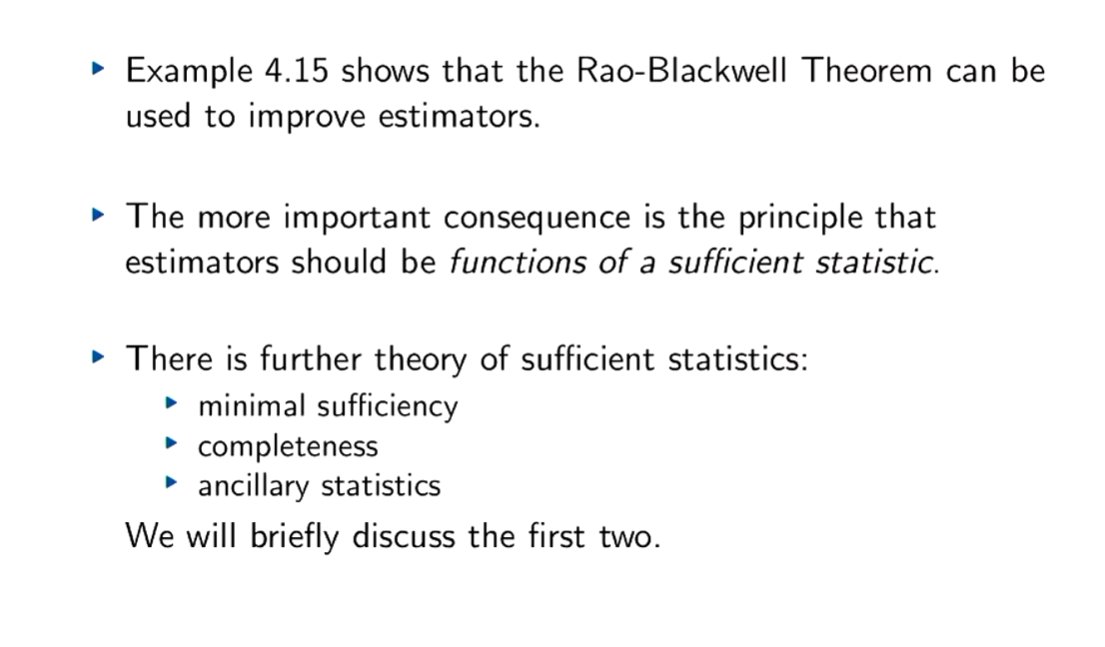 Example 4.15 shows that the Rao-Blackwell Theorem can be
used to improve estimators.
The more important consequence is the principle that
estimators should be functions of a sufficient statistic.
There is further theory of sufficient statistics:
minimal sufficiency
completeness
ancillary statistics
We will briefly discuss the first two.